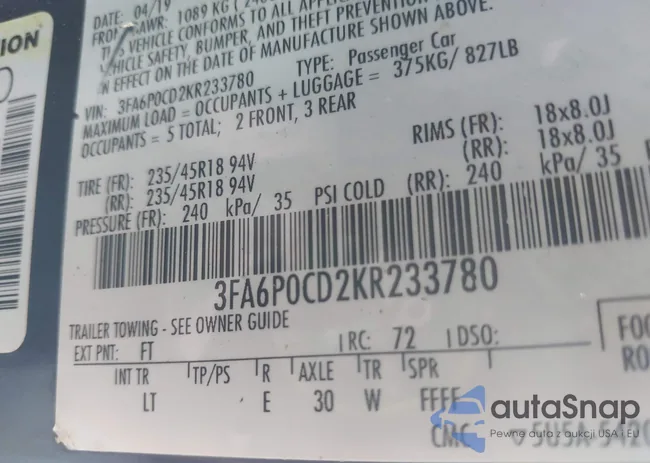 ION
DATE: 04/19
FRONT GAWR: 1089 KG
VEHICLE CONFORMS TO ALL
VEHICLE SAFETY, BUMPER, AND THEFT PREVENTION
IN EFFECT ON THE DATE OF MANUFACTURE SHOWN ABOVE.
VIN: 3FA6P0CD2KR233780 TYPE: Passenger Car
MAXIMUM LOAD = OCCUPANTS + LUGGAGE = 375KG/ 827LB
OCCUPANTS = 5 TOTAL; 2 FRONT, 3 REAR
TIRE (FR): 235/45R18 94V RIMS (FR): 18x8.0J
(RR): 235/45R18 94V (RR): 18x8.0J
PRESSURE (FR): 240 kPa/ 35 PSI COLD (RR): 240 kPa/ 35
3FA6P0CD2KR233780
TRAILER TOWING - SEE OWNER GUIDE
EXT PNT: FT RC: 72 DSO: FO
INT TR TP/PS R AXLE TR SPR RO
LT E 30 W FFFF
CMC 5U5A-5420
autaSnap
Pewne auta z aukcji USA i EU